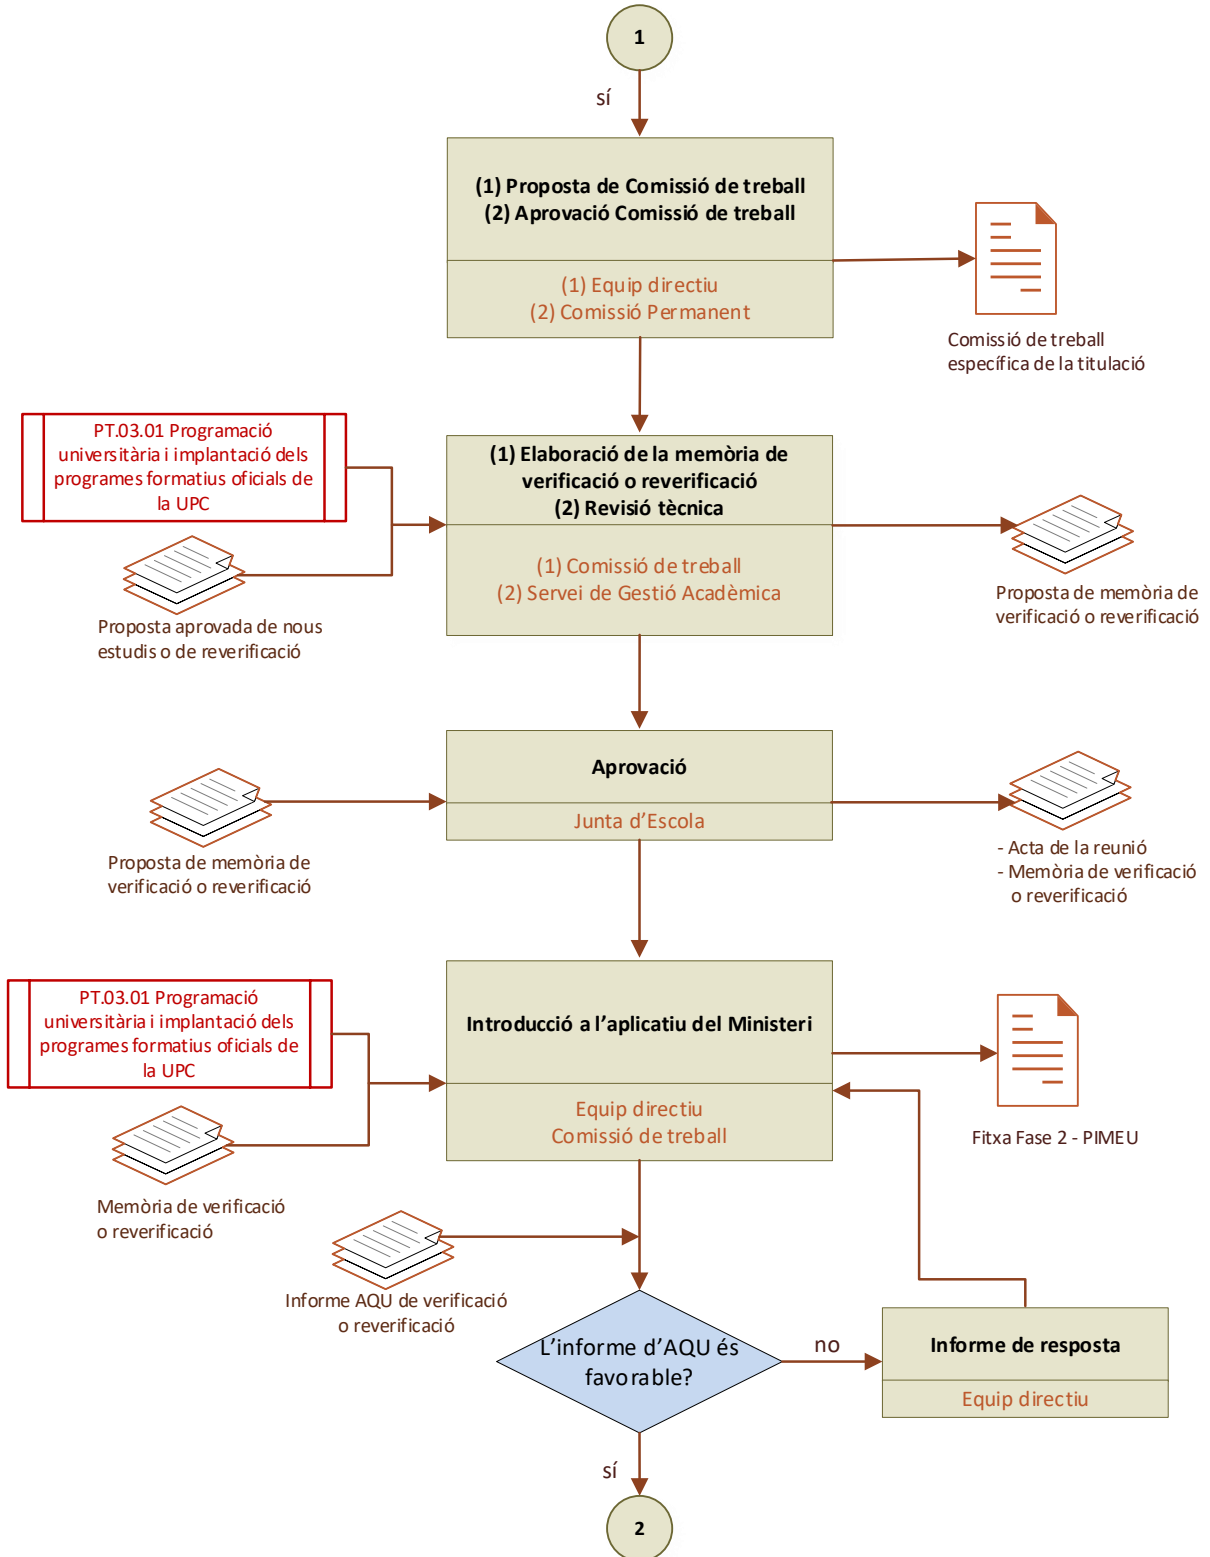 1
sí
(1) Proposta de Comissió de treball
(2) Aprovació Comissió de treball
(1) Equip directiu
(2) Comissió Permanent
Comissió de treball
específica de la titulació
PT.03.01 Programació
universitària i implantació dels
programes formatius oficials de
la UPC
(1) Elaboració de la memòria de
verificació o reverificació
(2) Revisió tècnica
(1) Comissió de treball
(2) Servei de Gestió Acadèmica
Proposta aprovada de nous
estudis o de reverificació
Proposta de memòria de
verificació o reverificació
Aprovació
Junta d’Escola
Proposta de memòria de
verificació o reverificació
- Acta de la reunió
- Memòria de verificació
o reverificació
PT.03.01 Programació
universitària i implantació dels
programes formatius oficials de
la UPC
Introducció a l’aplicatiu del Ministeri
Equip directiu
Comissió de treball
Fitxa Fase 2 - PIMEU
Memòria de verificació
o reverificació
Informe AQU de verificació
o reverificació
L’informe d’AQU és
favorable?
no
Informe de resposta
Equip directiu
sí
2